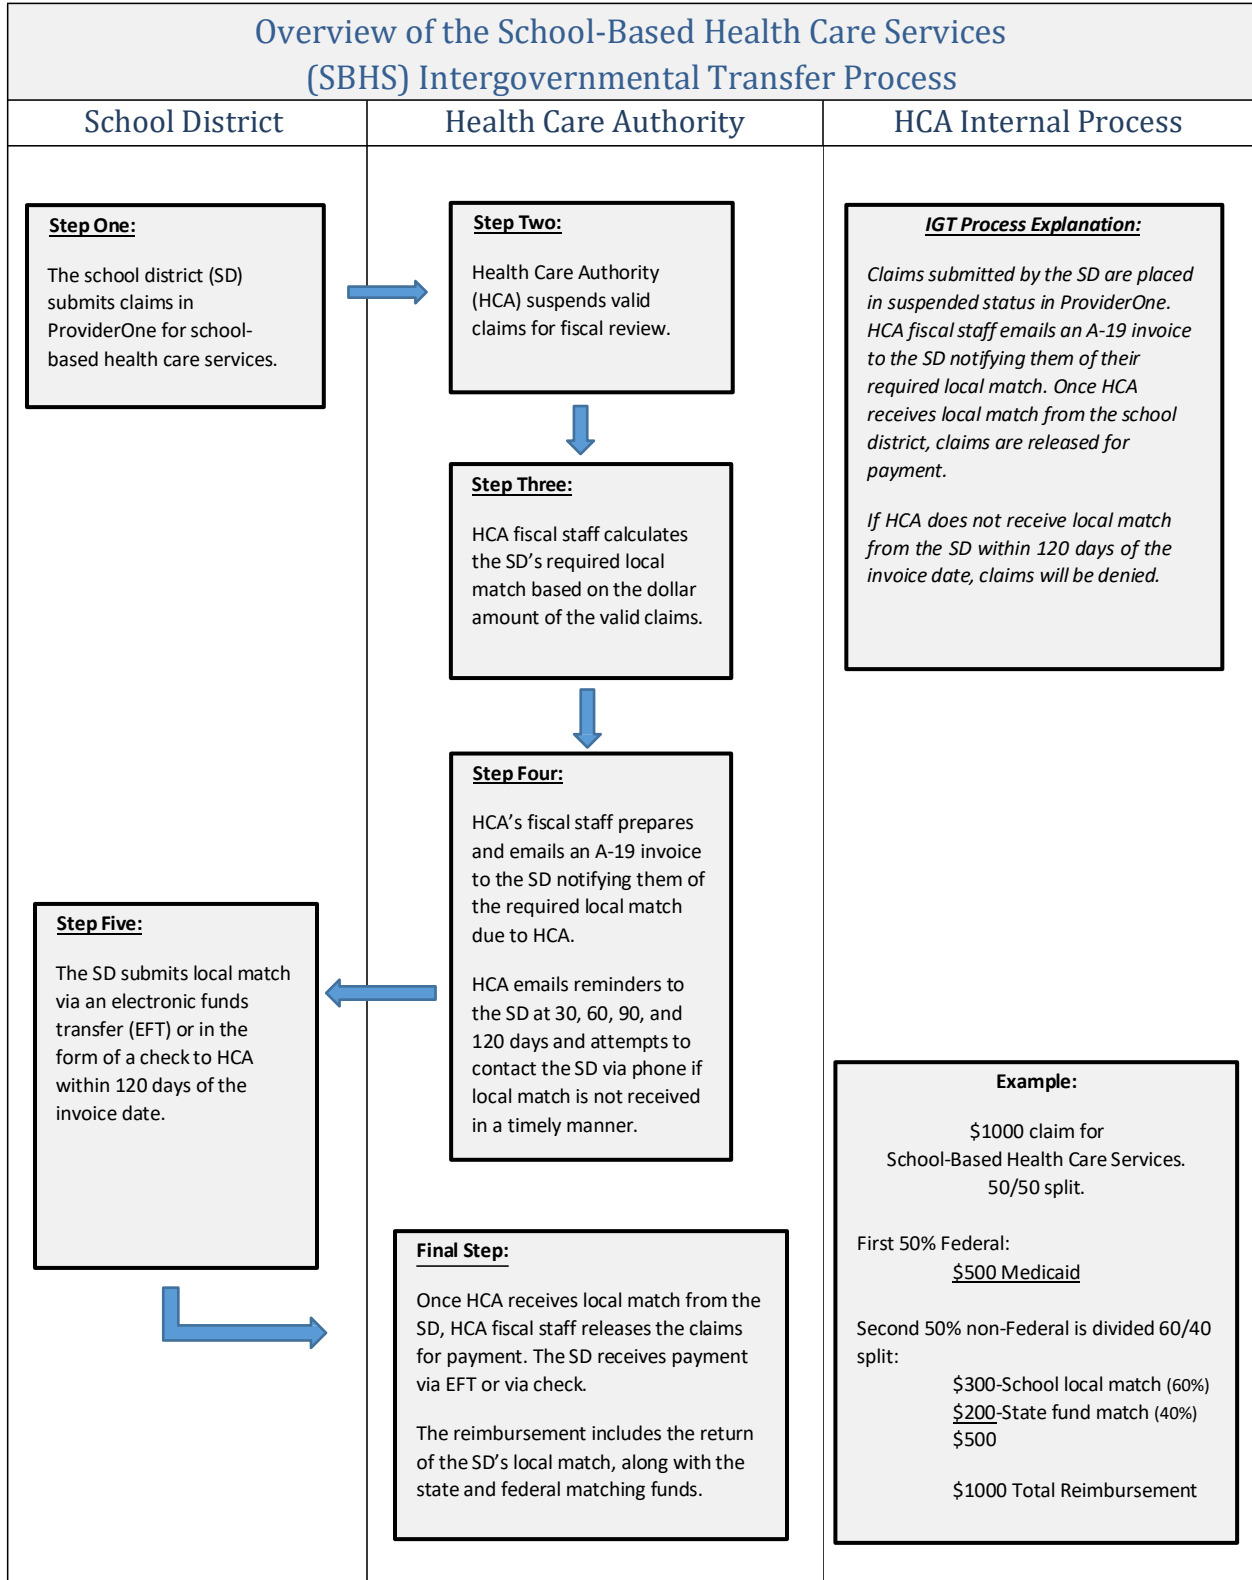 Overview of the School-Based Health Care Services
(SBHS) Intergovernmental Transfer Process
School District
Health Care Authority
HCA Internal Process
Step One:
The school district (SD)
submits claims in
ProviderOne for school-
based health care services.
Step Two:
Health Care Authority
(HCA) suspends valid
claims for fiscal review.
Step Three:
HCA fiscal staff calculates
the SD’s required local
match based on the dollar
amount of the valid claims.
Step Four:
HCA’s fiscal staff prepares
and emails an A-19 invoice
to the SD notifying them of
the required local match
due to HCA.
HCA emails reminders to
the SD at 30, 60, 90, and
120 days and attempts to
contact the SD via phone if
local match is not received
in a timely manner.
Step Five:
The SD submits local match
via an electronic funds
transfer (EFT) or in the
form of a check to HCA
within 120 days of the
invoice date.
Final Step:
Once HCA receives local match from the
SD, HCA fiscal staff releases the claims
for payment. The SD receives payment
via EFT or via check.
The reimbursement includes the return
of the SD’s local match, along with the
state and federal matching funds.
IGT Process Explanation:
Claims submitted by the SD are placed
in suspended status in ProviderOne.
HCA fiscal staff emails an A-19 invoice
to the SD notifying them of their
required local match. Once HCA
receives local match from the school
district, claims are released for
payment.
If HCA does not receive local match
from the SD within 120 days of the
invoice date, claims will be denied.
Example:
$1000 claim for
School-Based Health Care Services.
50/50 split.
First 50% Federal:
$500 Medicaid
Second 50% non-Federal is divided 60/40
split:
$300-School local match (60%)
$200-State fund match (40%)
$500
$1000 Total Reimbursement